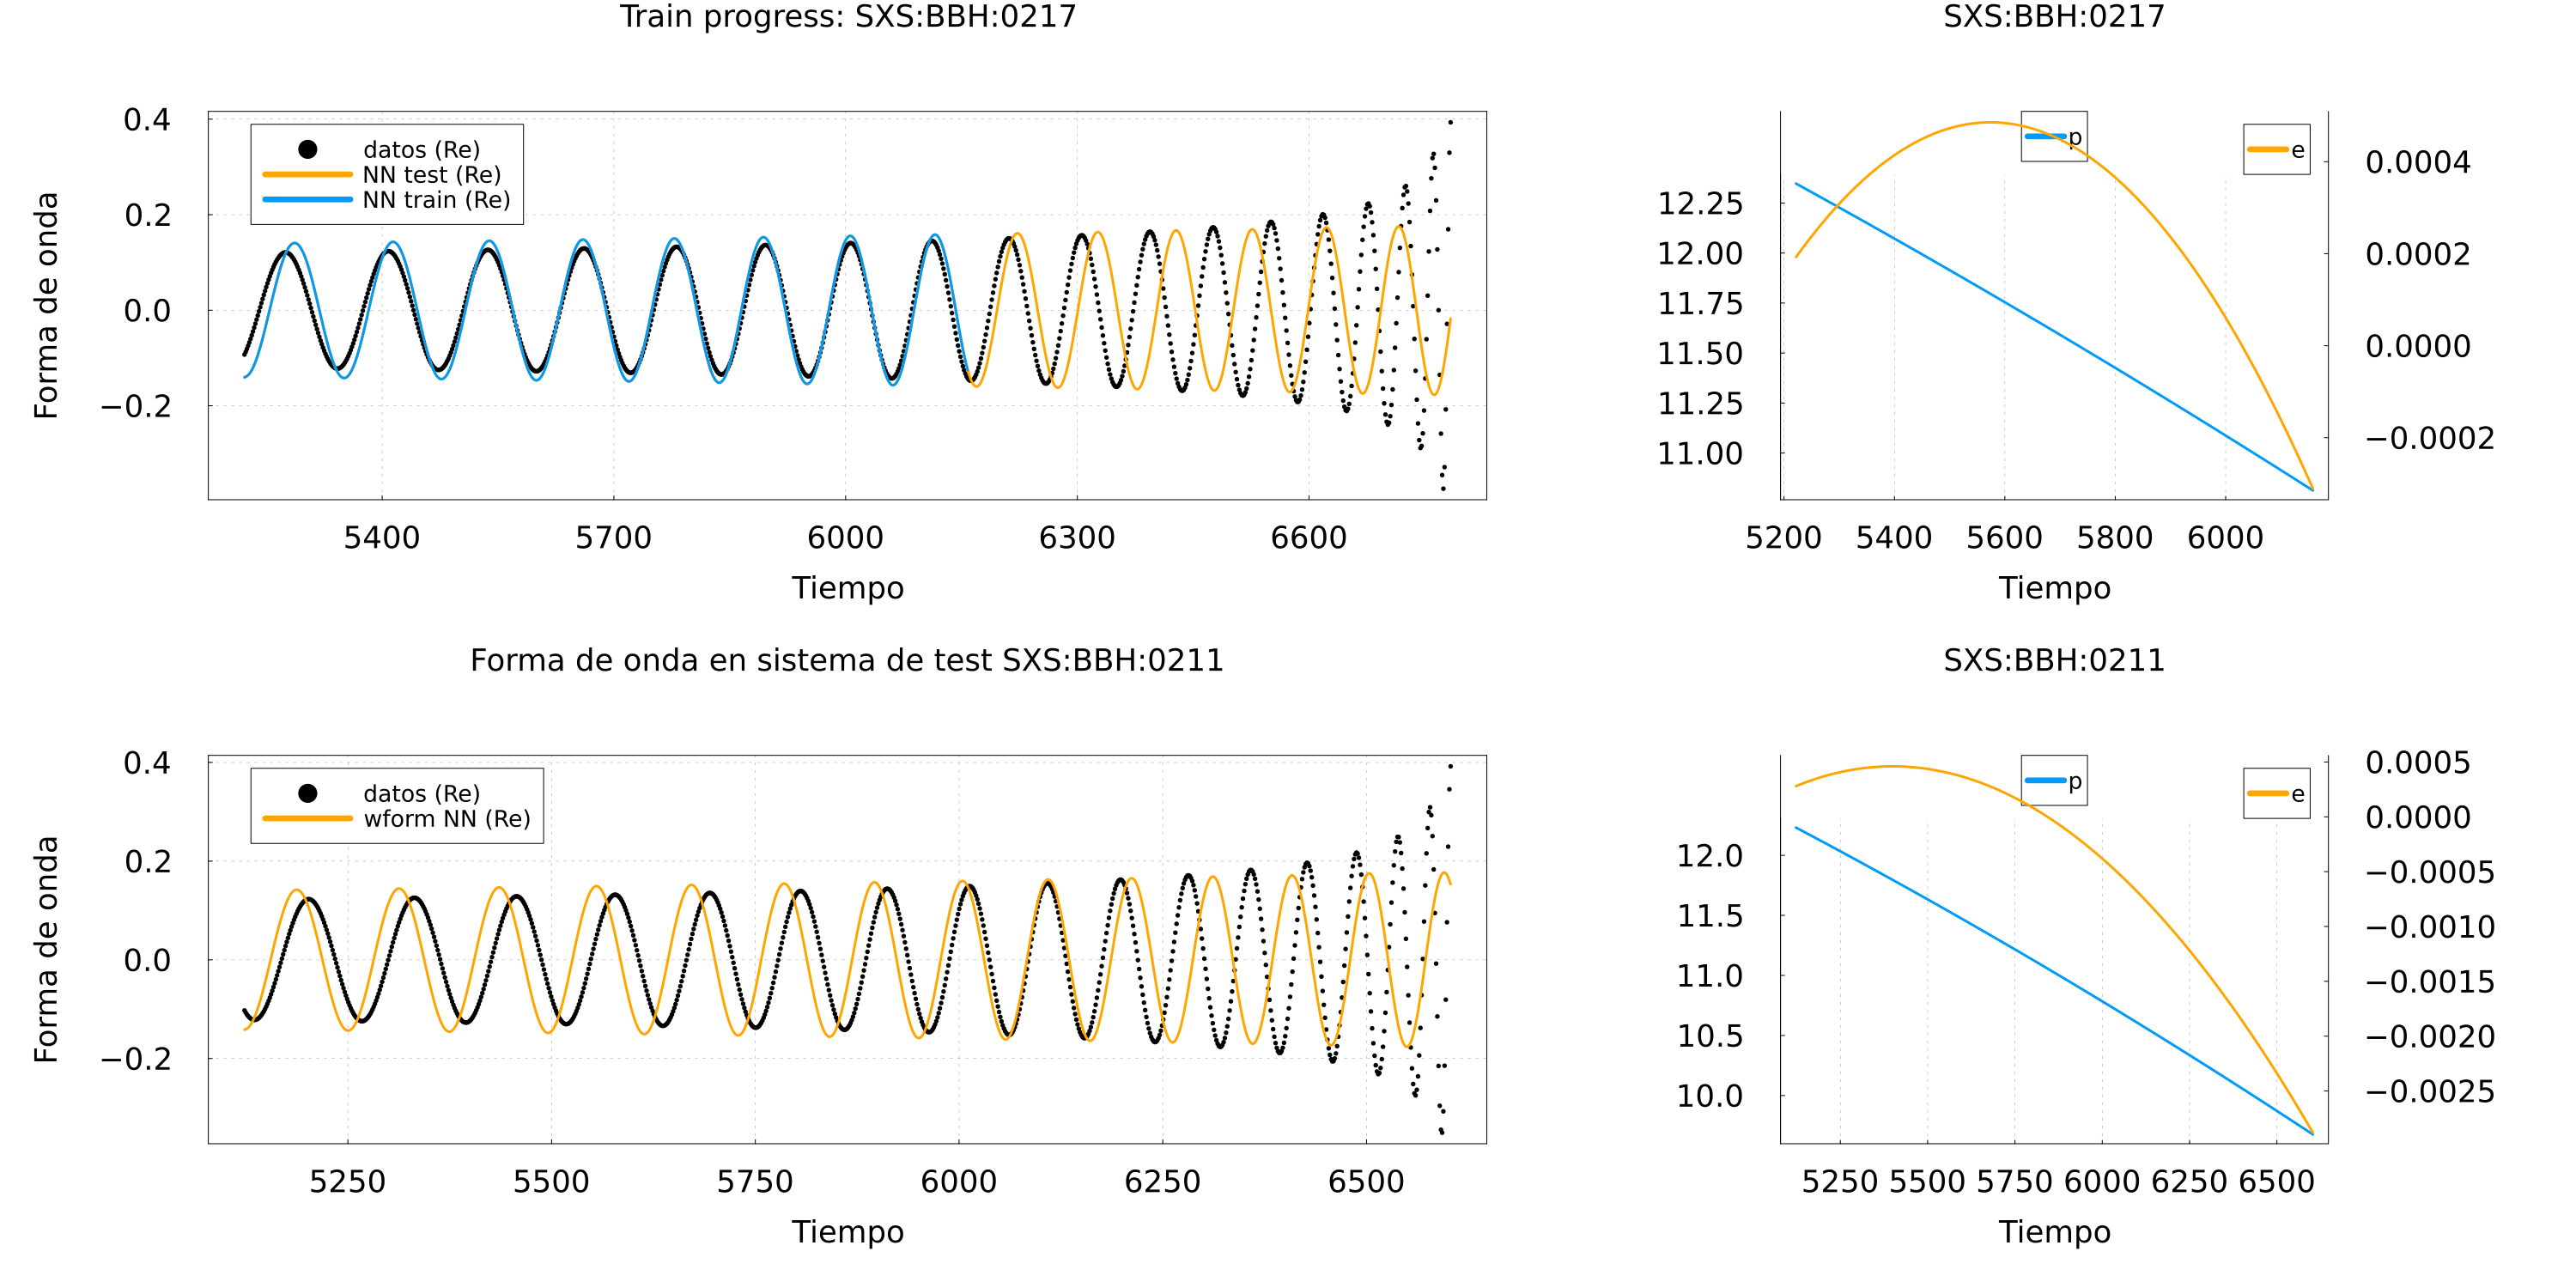 Train progress: SXS:BBH:0217
Forma de onda
0.4
0.2
0.0
−0.2
datos (Re)
NN test (Re)
NN train (Re)
5400 5700 6000 6300 6600
Tiempo
SXS:BBH:0217
12.25
12.00
11.75
11.50
11.25
11.00
p
e
0.0004
0.0002
0.0000
−0.0002
5200 5400 5600 5800 6000
Tiempo
Forma de onda en sistema de test SXS:BBH:0211
Forma de onda
0.4
0.2
0.0
−0.2
datos (Re)
wform NN (Re)
5250 5500 5750 6000 6250 6500
Tiempo
SXS:BBH:0211
12.0
11.5
11.0
10.5
10.0
p
e
0.0005
0.0000
−0.0005
−0.0010
−0.0015
−0.0020
−0.0025
5250 5500 5750 6000 6250 6500
Tiempo